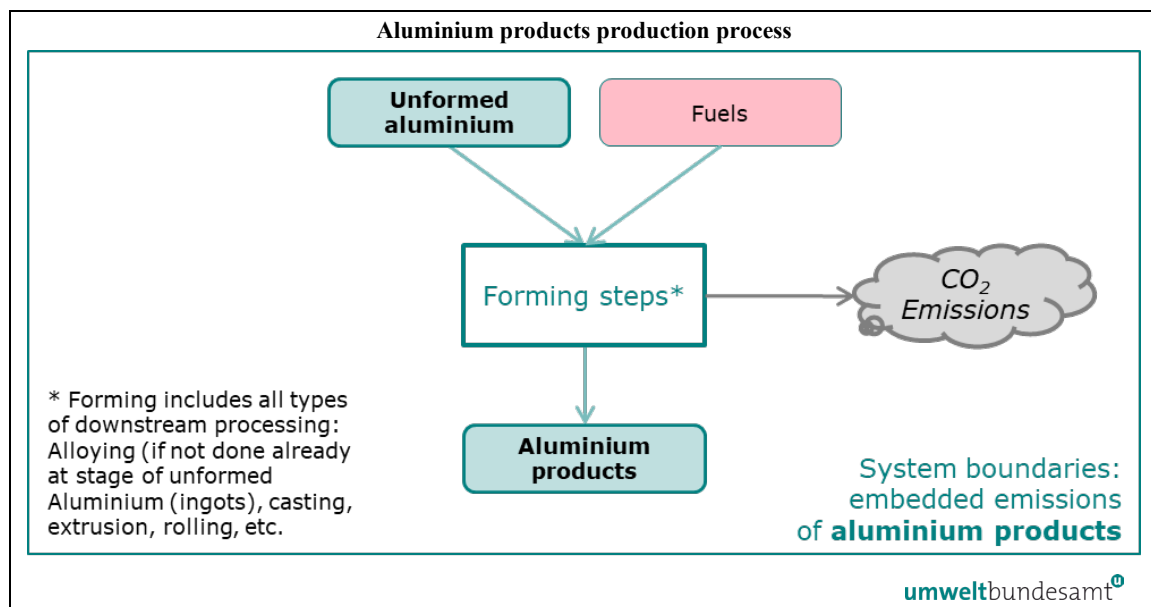 Aluminium products production process
Unformed
aluminium
Fuels
Forming steps*
CO2
Emissions
* Forming includes all types
of downstream processing:
Alloying (if not done already
at stage of unformed
Aluminium (ingots), casting,
extrusion, rolling, etc.
Aluminium
products
System boundaries:
embedded emissions
of aluminium products
umweltbundesamt u